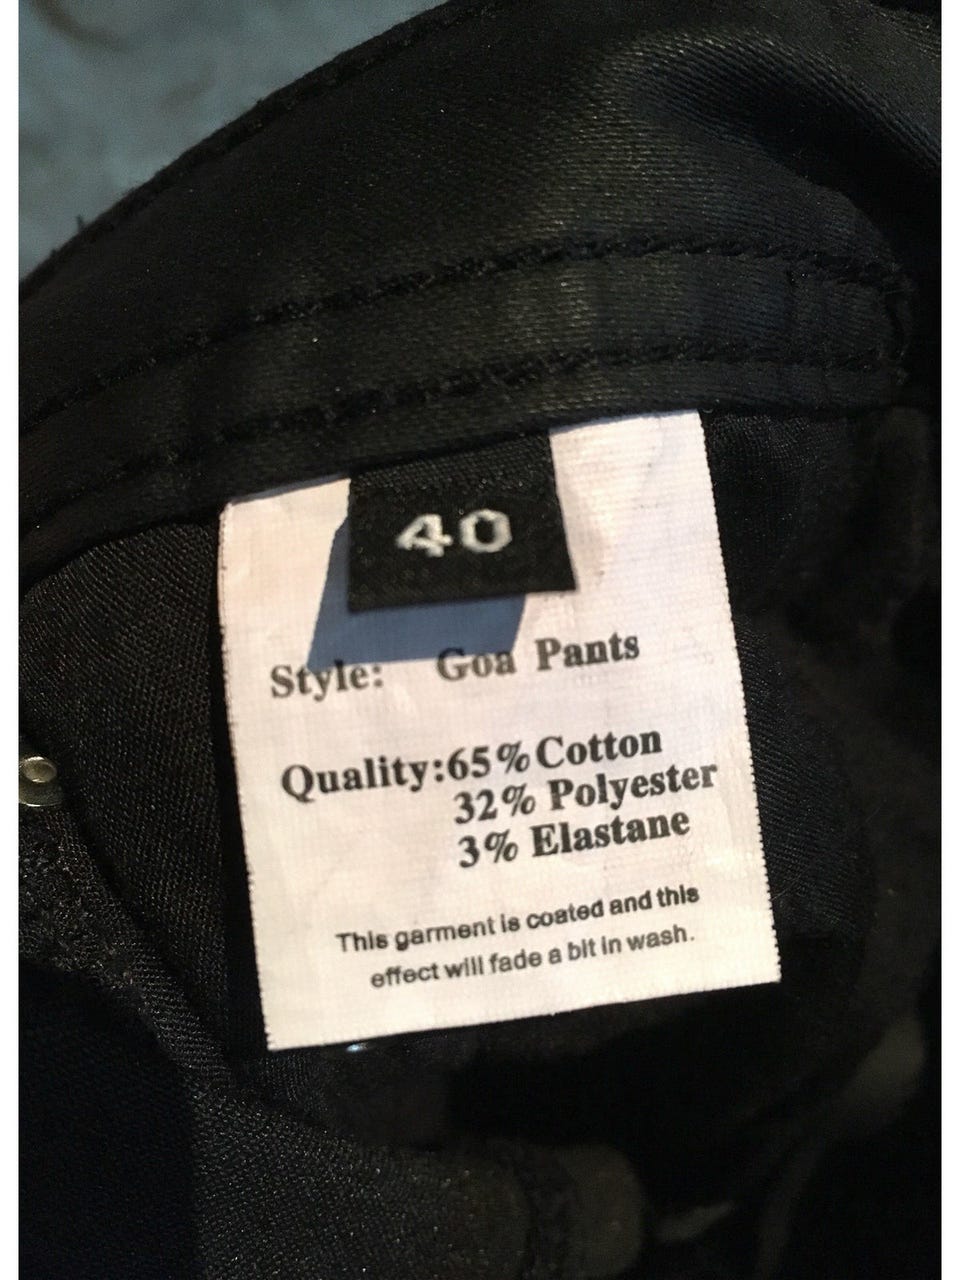 40
Style: Goa Pants
Quality:65% Cotton
32% Polyester
3% Elastane
This garment is coated and this
effect will fade a bit in wash.